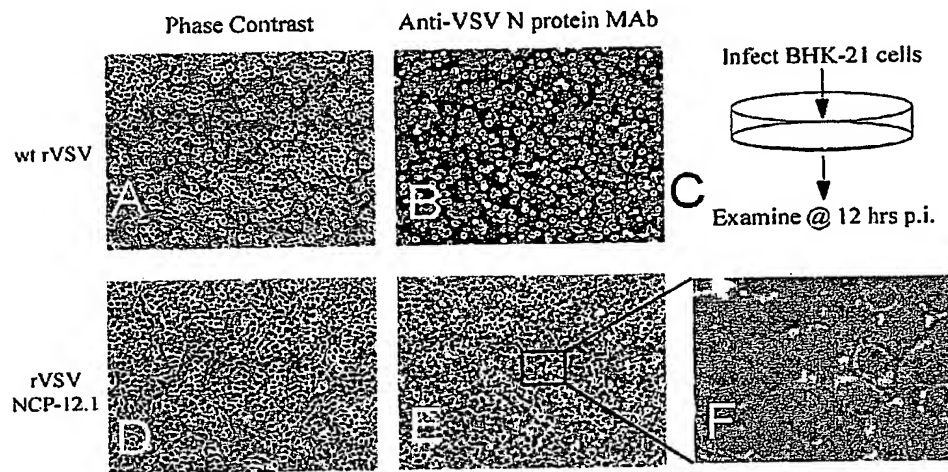 Phase Contrast
Anti-VSV N protein MAb
wt rVSV
A
B
C
Infect BHK-21 cells
Examine @ 12 hrs p.i.
rVSV
NCP-12.1
D
E
F